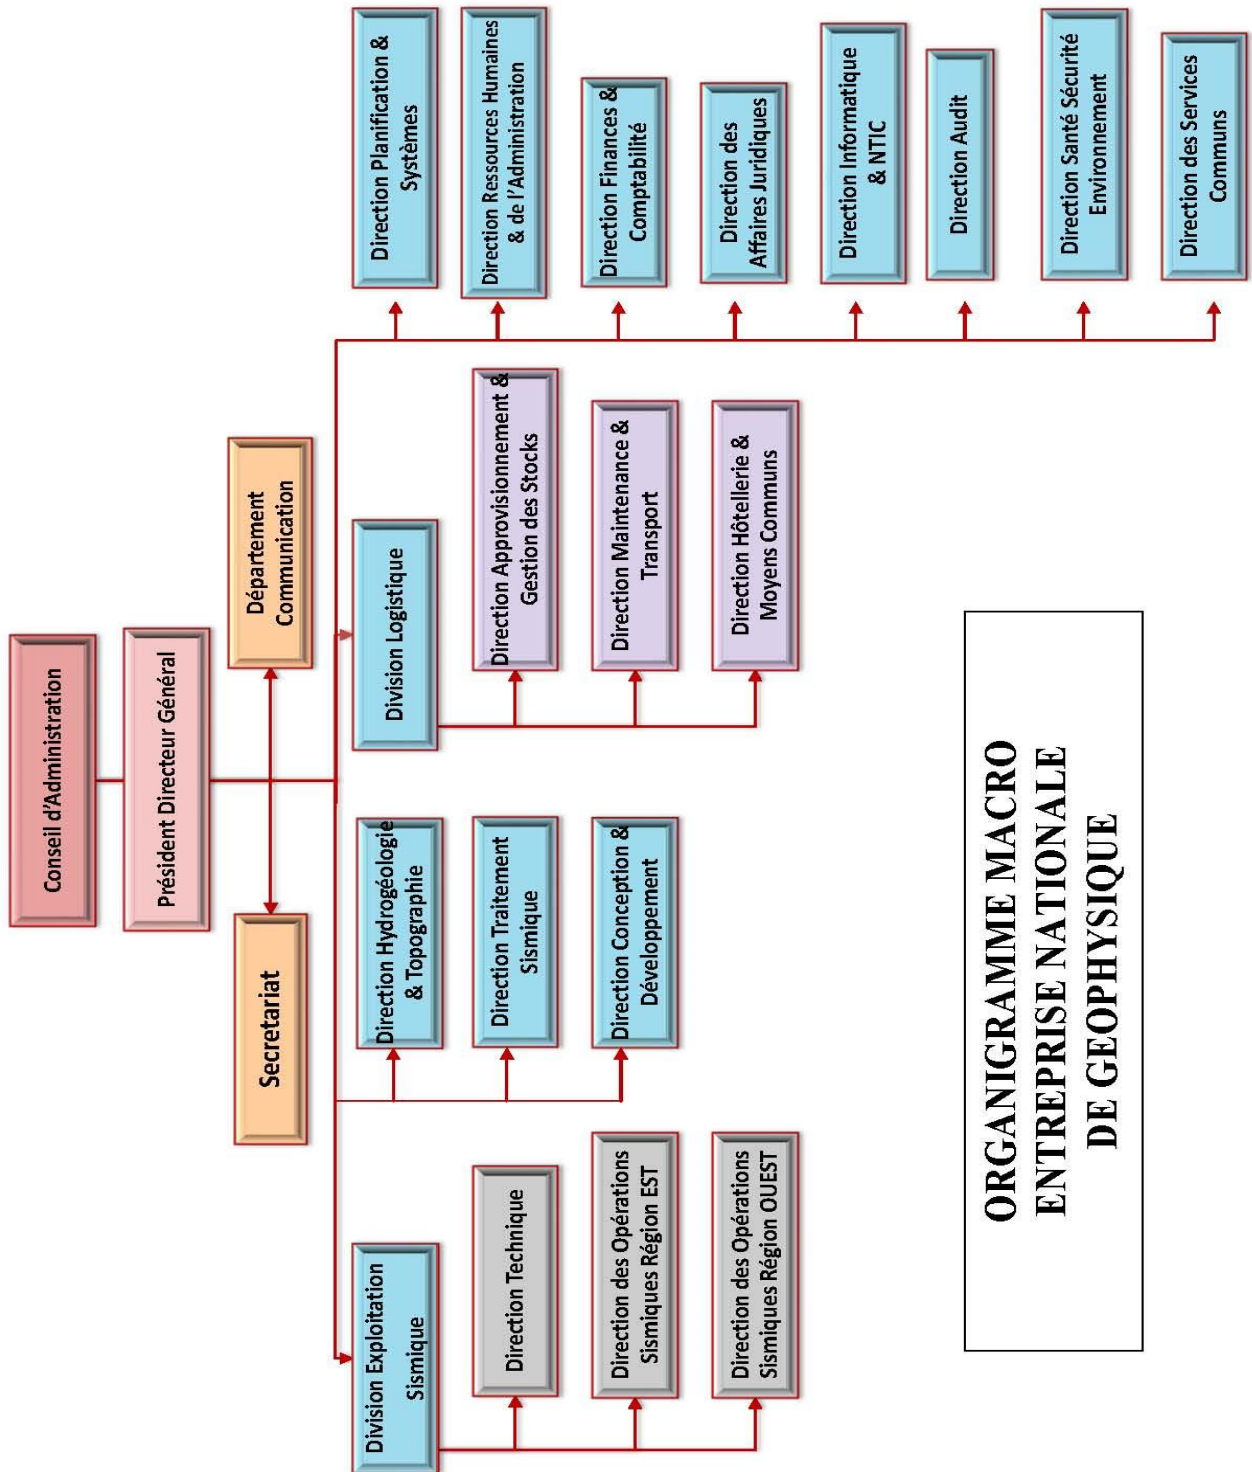 Conseil d'Administration
Président Directeur Général
Secretariat
Département
Communication
Division Exploitation
Sismique
Direction Technique
Direction des Opérations
Sismiques Région EST
Direction des Opérations
Sismiques Région OUEST
Direction Hydrogéologie
& Topographie
Direction Traitement
Sismique
Direction Conception &
Développement
Division Logistique
Direction Approvisionnement &
Gestion des Stocks
Direction Maintenance &
Transport
Direction Hôtellerie &
Moyens Communs
Direction Planification &
Systèmes
Direction Ressources Humaines
& de l'Administration
Direction Finances &
Comptabilité
Direction des
Affaires Juridiques
Direction Informatique
& NTIC
Direction Audit
Direction Santé Sécurité
Environnement
Direction des Services
Communs
ORGANIGRAMME MACRO
ENTREPRISE NATIONALE
DE GEOPHYSIQUE